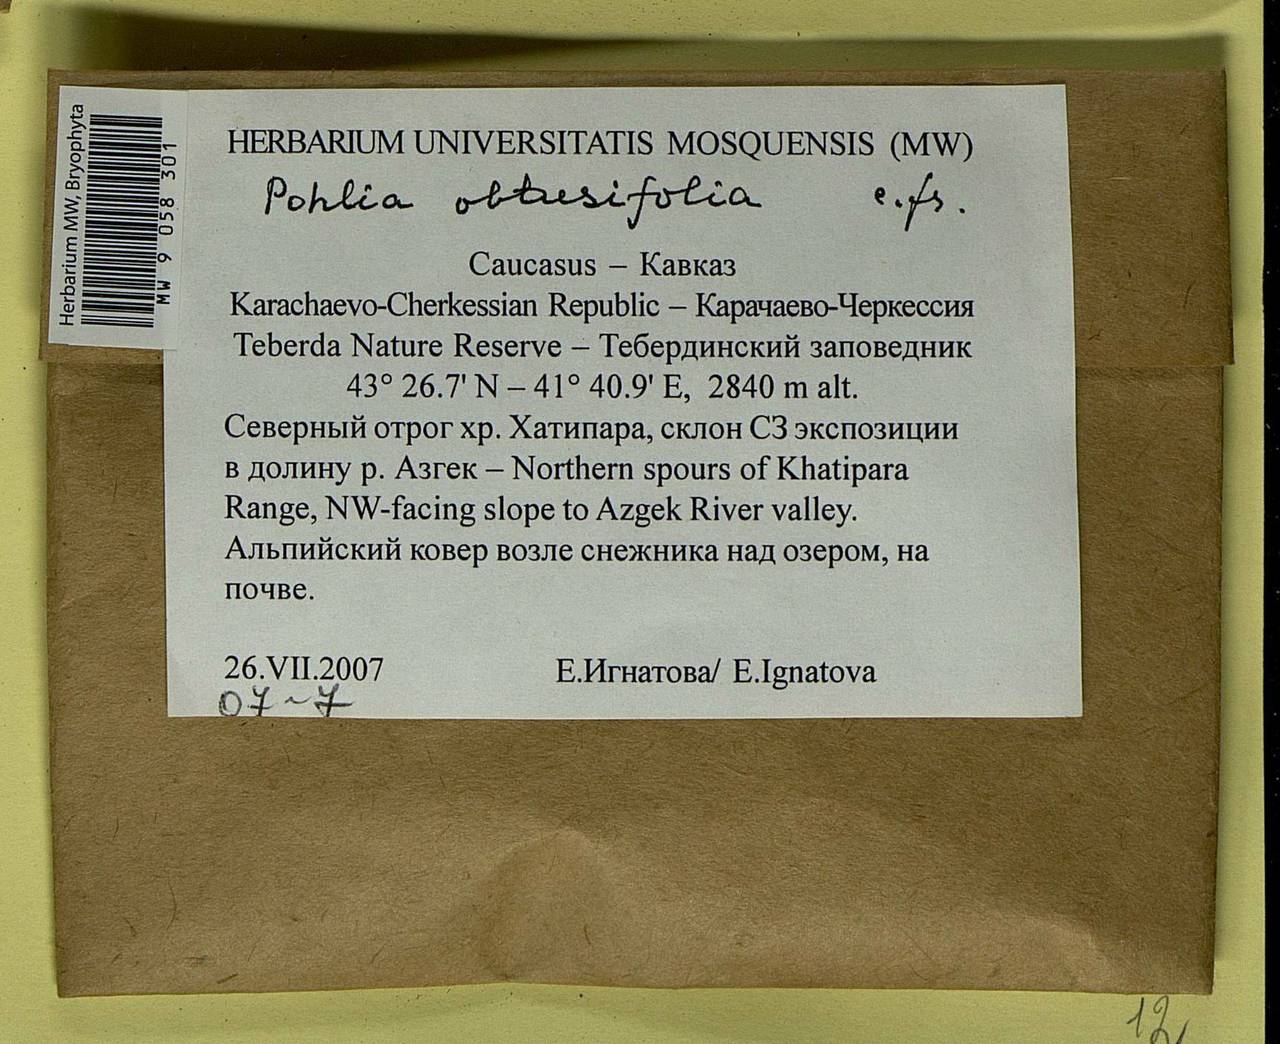 Herbarium MW, Bryophyta
MW 9 058 301
HERBARIUM UNIVERSITATIS MOSQUENSIS (MW)
Pohlia obtusifolia c.fr.
Caucasus – Кавказ
Karachaevo-Cherkessian Republic – Карачаево-Черкессия
Teberda Nature Reserve – Тебердинский заповедник
43° 26.7' N – 41° 40.9' E, 2840 m alt.
Северный отрог хр. Хатипара, склон СЗ экспозиции
в долину р. Азгек – Northern spours of Khatipara
Range, NW-facing slope to Azgek River valley.
Альпийский ковер возле снежника над озером, на
почве.
26.VII.2007 Е.Игнатова/ E.Ignatova
07-7
12